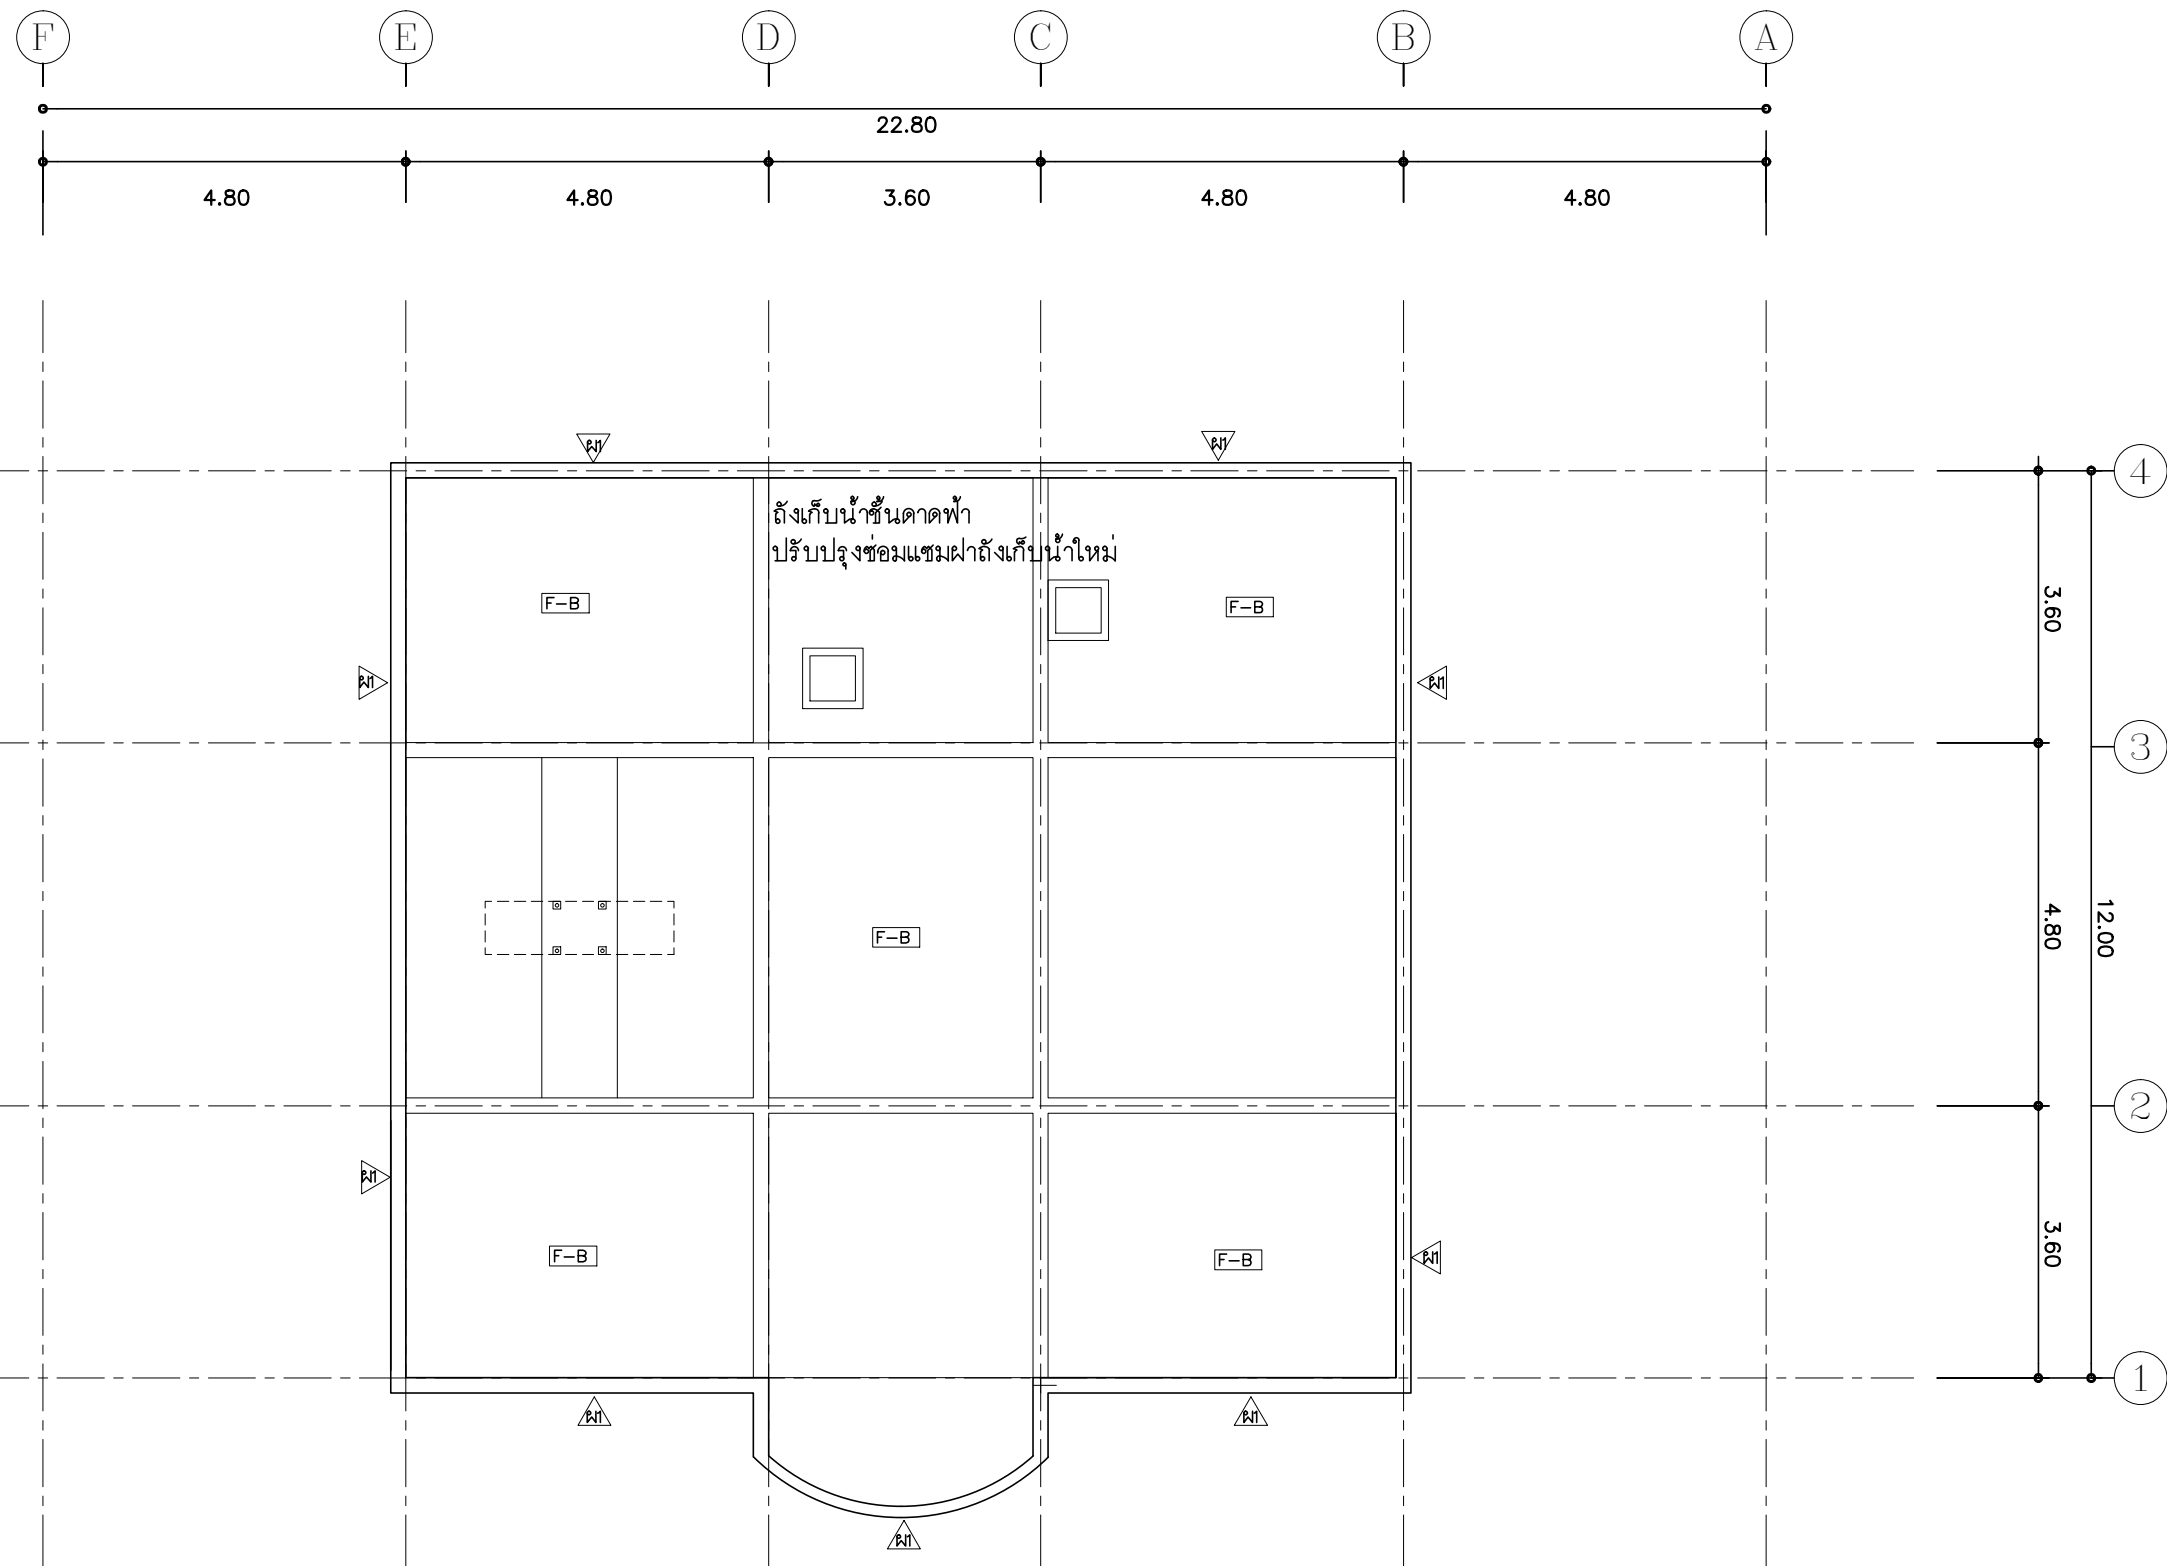 F E D C B A
22.80
4.80 4.80 3.60 4.80 4.80
ผ1 ผ1
4
ถังเก็บน้ำชั้นดาดฟ้า
ปรับปรุงซ่อมแซมฝาถังเก็บน้ำใหม่
F-B F-B 3.60
ผ1 ผ1
3
F-B 4.80 12.00
2
ผ1
F-B F-B ผ1 3.60
1
ผ1 ผ1
ผ1